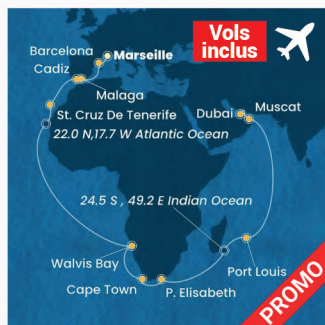 Vols
inclus
Barcelona
Marseille
Cadiz
Malaga
Dubai
Muscat
St. Cruz De Tenerife
22.0 N,17.7 W Atlantic Ocean
24.5 S , 49.2 E Indian Ocean
Walvis Bay
Port Louis
Cape Town
P. Elisabeth
PROMO